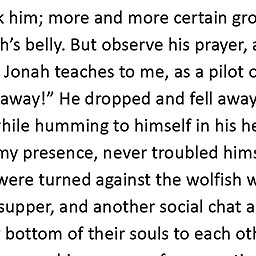 k him; more and more certain gro
h’s belly. But observe his prayer, a
Jonah teaches to me, as a pilot o
away!” He dropped and fell away
while humming to himself in his he
my presence, never troubled hims
were turned against the wolfish w
supper, and another social chat a
bottom of their souls to each oth